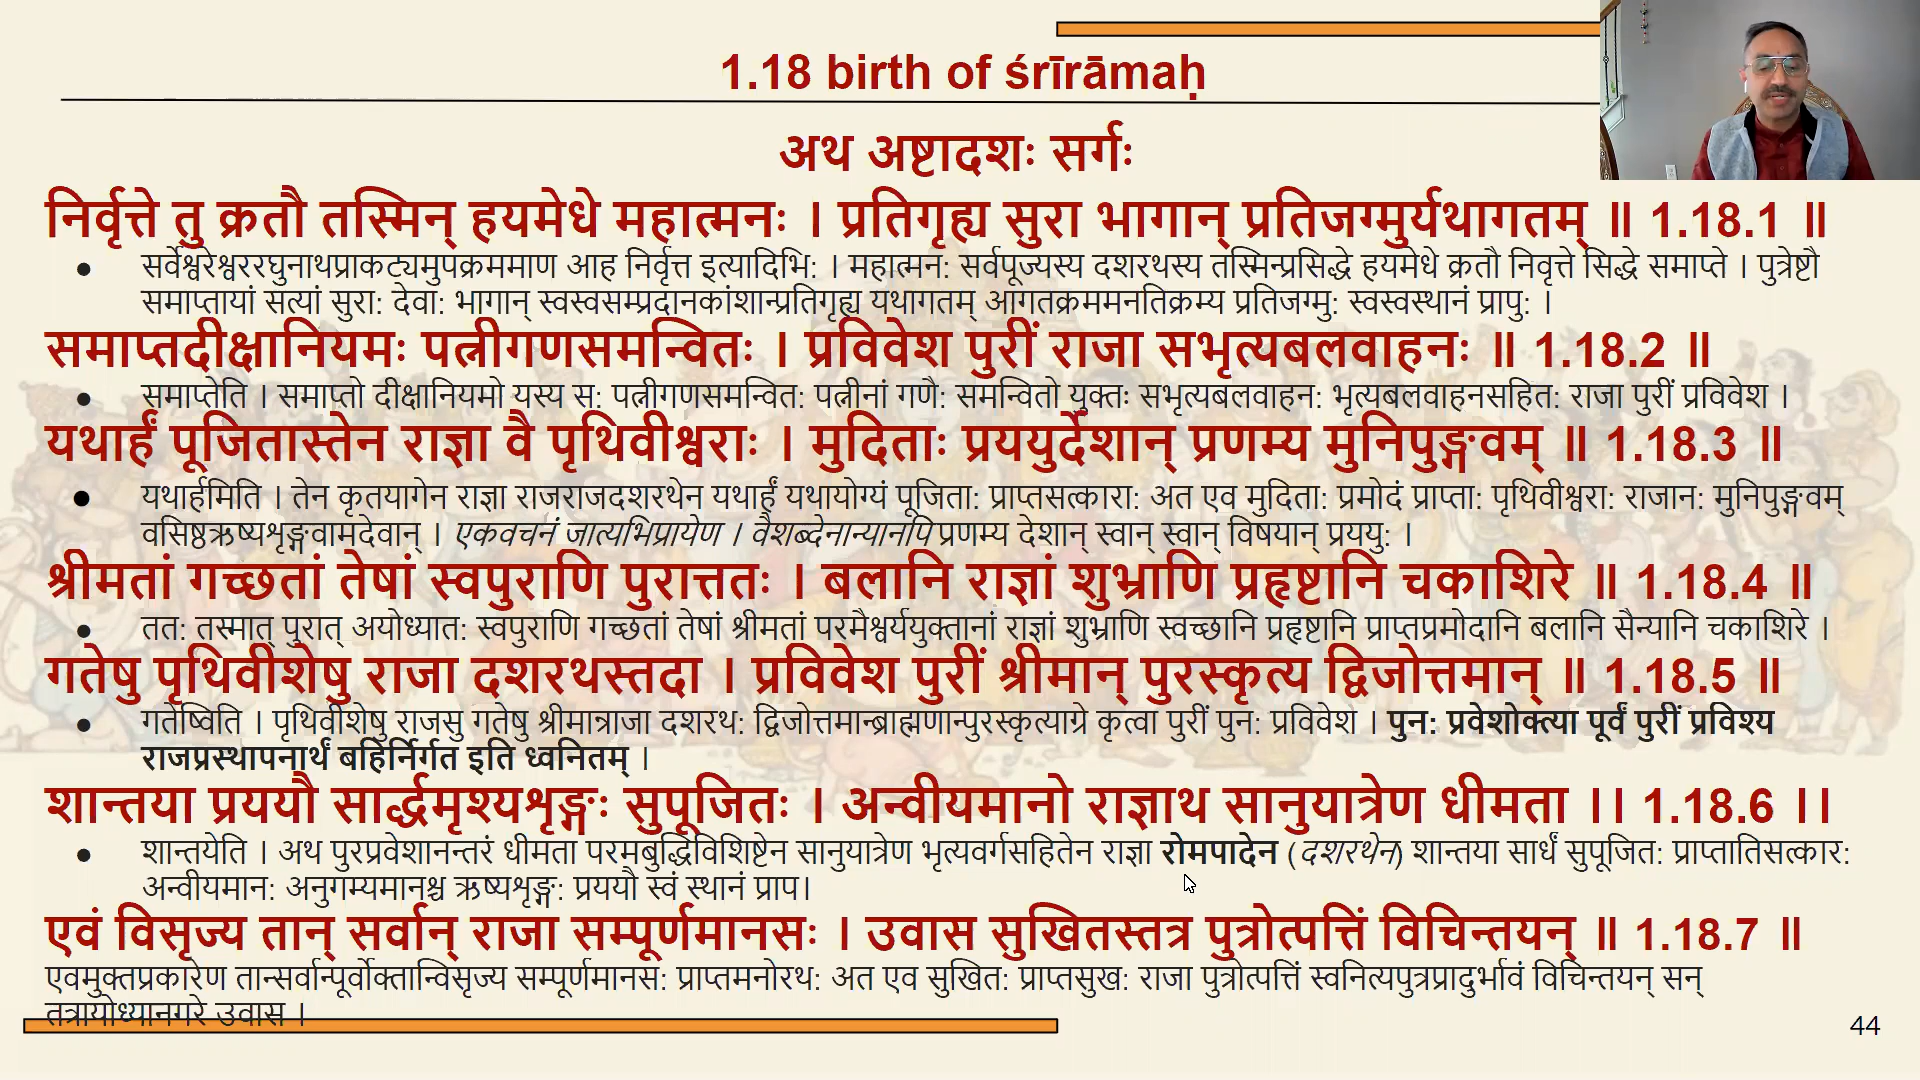 1.18 birth of śrīrāmaḥ
अथ अष्टादशः सर्गः
निर्वृत्ते तु क्रतौ तस्मिन् हयमेधे महात्मनः । प्रतिगृह्य सुरा भागान् प्रतिजग्मुर्यथागतम् ॥ 1.18.1 ॥
● सर्वेश्वरेश्वररघुनाथप्राकट्यमुपक्रममाण आह निर्वृत्त इत्यादिभि: । महात्मन: सर्वपूज्यस्य दशरथस्य तस्मिन्प्रसिद्धे हयमेधे क्रतौ निवृत्ते सिद्धे समाप्ते । पुत्रेष्टौ
समाप्तायां सत्यां सुरा: देवा: भागान् स्वस्वसम्प्रदानकांशान्प्रतिगृह्य यथागतम् आगतक्रममनतिक्रम्य प्रतिजग्मु: स्वस्वस्थानं प्रापु: ।
समाप्तदीक्षानियमः पत्नीगणसमन्वितः । प्रविवेश पुरीं राजा सभृत्यबलवाहनः ॥ 1.18.2 ॥
● समाप्तेति । समाप्तो दीक्षानियमो यस्य स: पत्नीगणसमन्वित: पत्नीनां गणै: समन्वितो युक्तः सभृत्यबलवाहन: भृत्यबलवाहनसहित: राजा पुरीं प्रविवेश ।
यथार्हं पूजितास्तेन राज्ञा वै पृथिवीश्वराः । मुदिताः प्रययुर्देशान् प्रणम्य मुनिपुङ्गवम् ॥ 1.18.3 ॥
● यथार्हमिति । तेन कृतयागेन राज्ञा राजराजदशरथेन यथार्हं यथायोग्यं पूजिता: प्राप्तसत्कारा: अत एव मुदिता: प्रमोदं प्राप्ता: पृथिवीश्वरा: राजान: मुनिपुङ्गवम्
वसिष्ठऋष्यशृङ्गवामदेवान् । एकवचनं जात्यभिप्रायेण । वैशब्देनान्यानपि प्रणम्य देशान् स्वान् स्वान् विषयान् प्रययु: ।
श्रीमतां गच्छतां तेषां स्वपुराणि पुरात्ततः । बलानि राज्ञां शुभ्राणि प्रहृष्टानि चकाशिरे ॥ 1.18.4 ॥
● तत: तस्मात् पुरात् अयोध्यात: स्वपुराणि गच्छतां तेषां श्रीमतां परमैश्वर्ययुक्तानां राज्ञां शुभ्राणि स्वच्छानि प्रहृष्टानि प्राप्तप्रमोदानि बलानि सैन्यानि चकाशिरे ।
गतेषु पृथिवीशेषु राजा दशरथस्तदा । प्रविवेश पुरीं श्रीमान् पुरस्कृत्य द्विजोत्तमान् ॥ 1.18.5 ॥
● गतेष्विति । पृथिवीशेषु राजसु गतेषु श्रीमान्राजा दशरथ: द्विजोत्तमान्ब्राह्मणान्पुरस्कृत्याग्रे कृत्वा पुरीं पुन: प्रविवेश । पुन: प्रवेशोक्त्या पूर्वं पुरीं प्रविश्य
राजप्रस्थापनार्थं बहिर्निर्गत इति ध्वनितम् ।
शान्तया प्रययौ सार्द्धमृश्यशृङ्गः सुपूजितः । अन्वीयमानो राज्ञाथ सानुयात्रेण धीमता ।। 1.18.6 ।।
● शान्तयेति । अथ पुरप्रवेशानन्तरं धीमता परमबुद्धिविशिष्टेन सानुयात्रेण भृत्यवर्गसहितेन राज्ञा रोमपादेन (दशरथेन) शान्तया सार्धं सुपूजित: प्राप्तातिसत्कार:
अन्वीयमान: अनुगम्यमानश्च ऋष्यशृङ्ग: प्रययौ स्वं स्थानं प्राप।
एवं विसृज्य तान् सर्वान् राजा सम्पूर्णमानसः । उवास सुखितस्तत्र पुत्रोत्पत्तिं विचिन्तयन् ॥ 1.18.7 ॥
एवमुक्तप्रकारेण तान्सर्वान्पूर्वोक्तान्विसृज्य सम्पूर्णमानस: प्राप्तमनोरथ: अत एव सुखित: प्राप्तसुख: राजा पुत्रोत्पत्तिं स्वनित्यपुत्रप्रादुर्भावं विचिन्तयन् सन्
तत्रायोध्यानगरे उवास ।
44